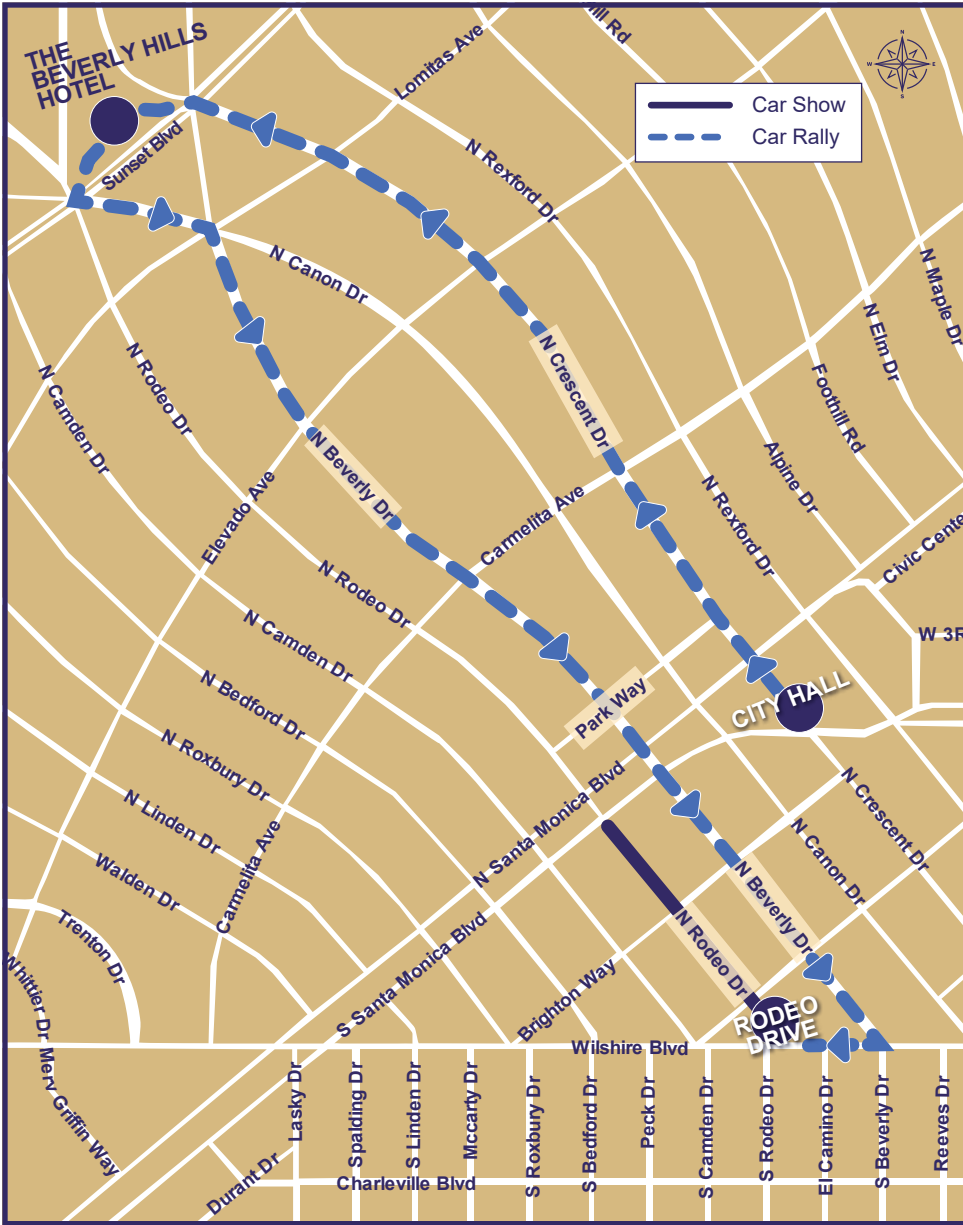 THE
BEVERLY HILLS
HOTEL
Sunset Blvd
Lomitas Ave
Hill Rd
N
W
E
S
Car Show
Car Rally
N Rexford Dr
N Canon Dr
N Maple Dr
N Elm Dr
Foothill Rd
Alpine Dr
N Crescent Dr
N Rodeo Dr
N Camden Dr
N Beverly Dr
Elevado Ave
Carmelita Ave
N Rexford Dr
Civic Cente
W 3R
N Rodeo Dr
N Camden Dr
N Bedford Dr
N Roxbury Dr
N Linden Dr
Walden Dr
Trenton Dr
Whittier Dr
Merv Griffin Way
Carmelita Ave
Park Way
CITY HALL
N Santa Monica Blvd
S Santa Monica Blvd
N Crescent Dr
N Canon Dr
N Beverly Dr
N Rodeo Dr
Brighton Way
RODEO
DRIVE
Wilshire Blvd
Lasky Dr
Spalding Dr
S Linden Dr
Mccarty Dr
S Roxbury Dr
S Bedford Dr
Peck Dr
S Camden Dr
S Rodeo Dr
El Camino Dr
S Beverly Dr
Reeves Dr
Durant Dr
Charleville Blvd